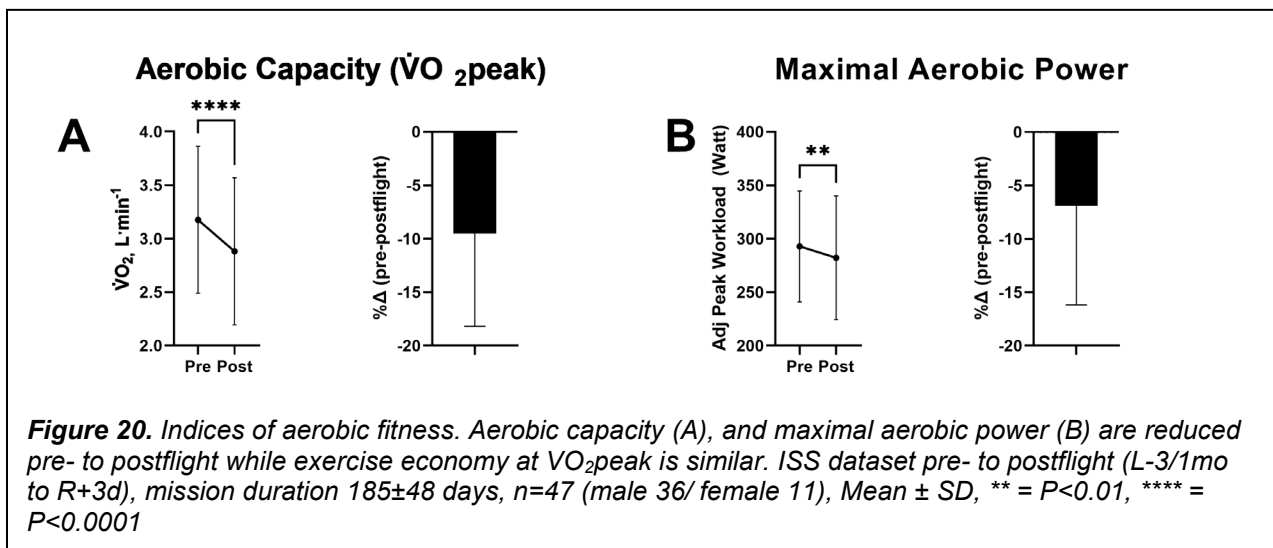 Aerobic Capacity (V̇O 2peak)
Maximal Aerobic Power
A
****
4.0
3.5
3.0
2.5
2.0
V̇O₂, L·min⁻¹
Pre Post
0
-5
-10
-15
-20
%Δ (pre-postflight)
B
**
400
350
300
250
200
Adj Peak Workload (Watt)
Pre Post
0
-5
-10
-15
-20
%Δ (pre-postflight)
Figure 20. Indices of aerobic fitness. Aerobic capacity (A), and maximal aerobic power (B) are reduced
pre- to postflight while exercise economy at VO₂peak is similar. ISS dataset pre- to postflight (L-3/1mo
to R+3d), mission duration 185±48 days, n=47 (male 36/ female 11), Mean ± SD, ** = P<0.01, **** =
P<0.0001